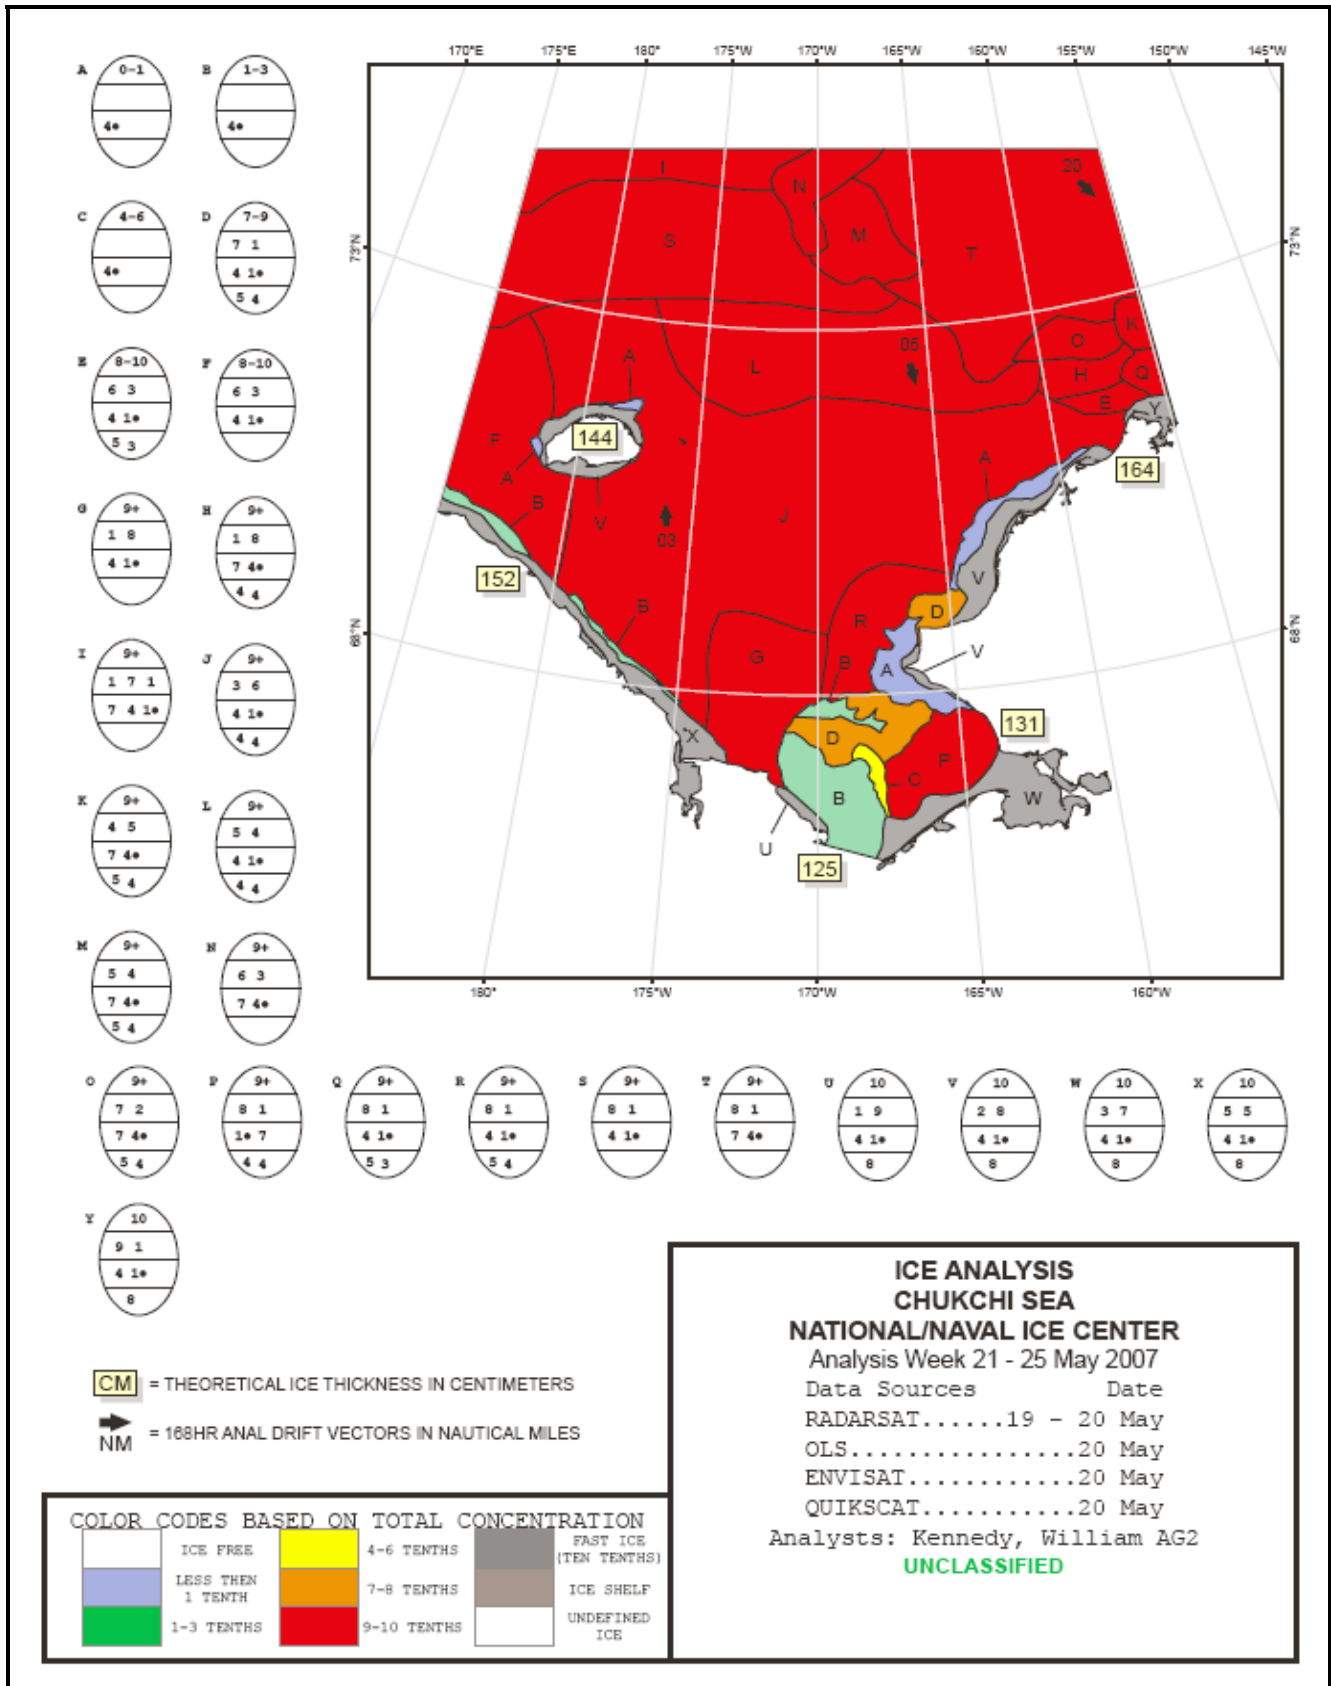 170°E 175°E 180° 175°W 170°W 165°W 160°W 155°W 150°W 145°W
A 0-1 4•
B 1-3 4•
C 4-6 4•
D 7-9 7 1 4 1• 5 4
E 8-10 6 3 4 1• 5 3
F 8-10 6 3 4 1•
G 9+ 1 8 4 1•
H 9+ 1 8 7 4• 4 4
I 9+ 1 7 1 7 4 1•
J 9+ 3 6 4 1• 4 4
K 9+ 4 5 7 4• 5 4
L 9+ 5 4 4 1• 4 4
M 9+ 5 4 7 4• 5 4
N 9+ 6 3 7 4•
73°N
73°N
68°N
68°N
20
I
N
S
M
T
05
K
O
A
L
H
Q
E
Y
F
144
A
164
A
B
V
J
03
152
V
B
D
R
G
B
A
V
131
X
D
P
C
B
W
U
125
180° 175°W 170°W 165°W 160°W
O 9+ 7 2 7 4• 5 4
P 9+ 8 1 1• 7 4 4
Q 9+ 8 1 4 1• 5 3
R 9+ 8 1 4 1• 5 4
S 9+ 8 1 4 1•
T 9+ 8 1 7 4•
U 10 1 9 4 1• 8
V 10 2 8 4 1• 8
W 10 3 7 4 1• 8
X 10 5 5 4 1• 8
Y 10 9 1 4 1• 8
CM = THEORETICAL ICE THICKNESS IN CENTIMETERS
NM = 168HR ANAL DRIFT VECTORS IN NAUTICAL MILES
ICE ANALYSIS
CHUKCHI SEA
NATIONAL/NAVAL ICE CENTER
Analysis Week 21 - 25 May 2007
Data Sources Date
RADARSAT......19 - 20 May
OLS.................20 May
ENVISAT.............20 May
QUIKSCAT............20 May
Analysts: Kennedy, William AG2
UNCLASSIFIED
COLOR CODES BASED ON TOTAL CONCENTRATION
ICE FREE
LESS THEN
1 TENTH
1-3 TENTHS
4-6 TENTHS
7-8 TENTHS
9-10 TENTHS
FAST ICE
(TEN TENTHS)
ICE SHELF
UNDEFINED
ICE